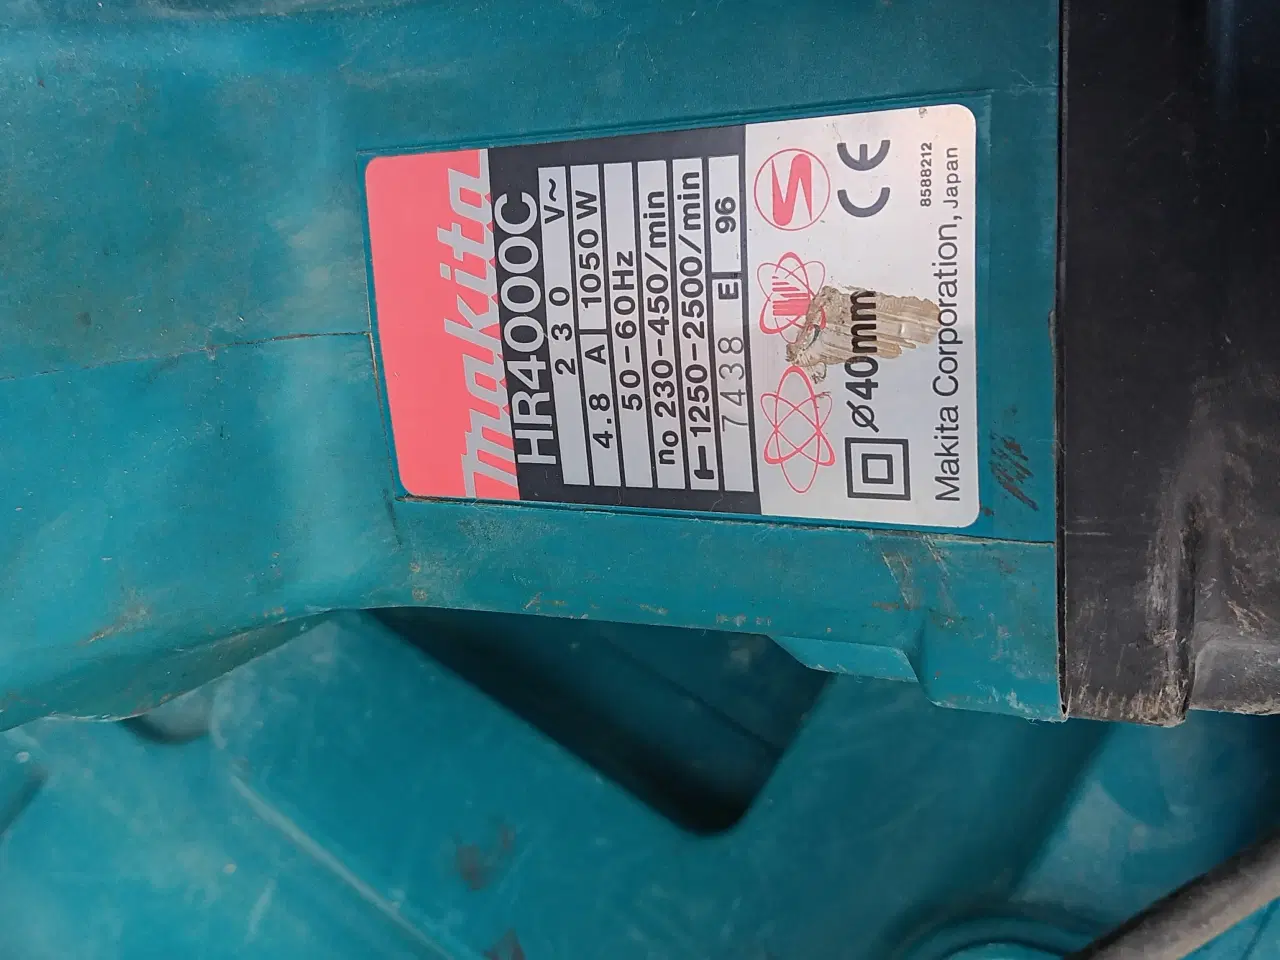 makita
HR4000C
230 V~
4.8 A 1050 W
50-60Hz
no 230-450/min
1250-2500/min
7438 E 96
⌀40mm
CE
8588212
Makita Corporation, Japan